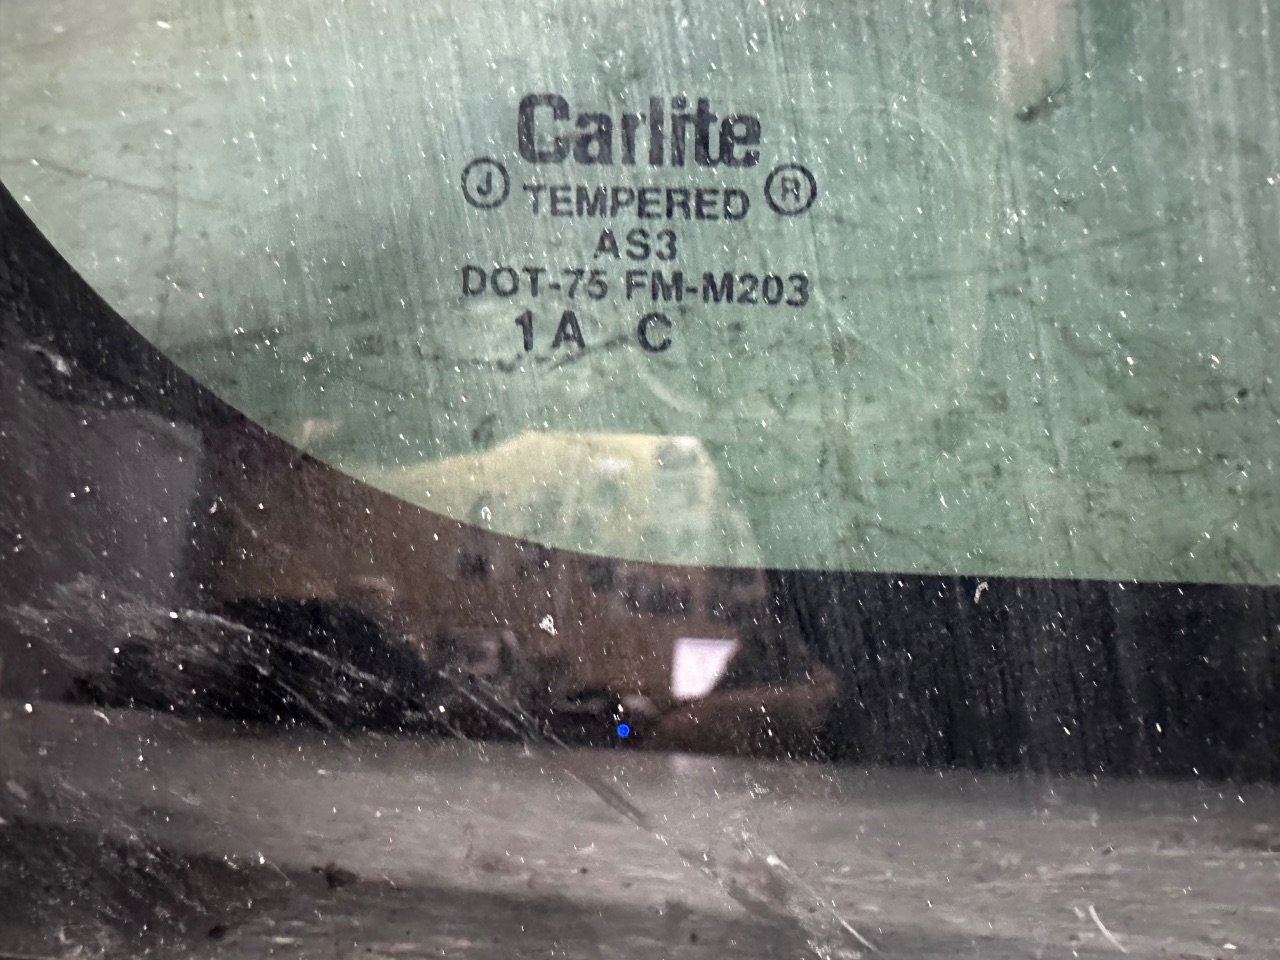 Carlite
J TEMPERED R
AS3
DOT-75 FM-M203
1A C